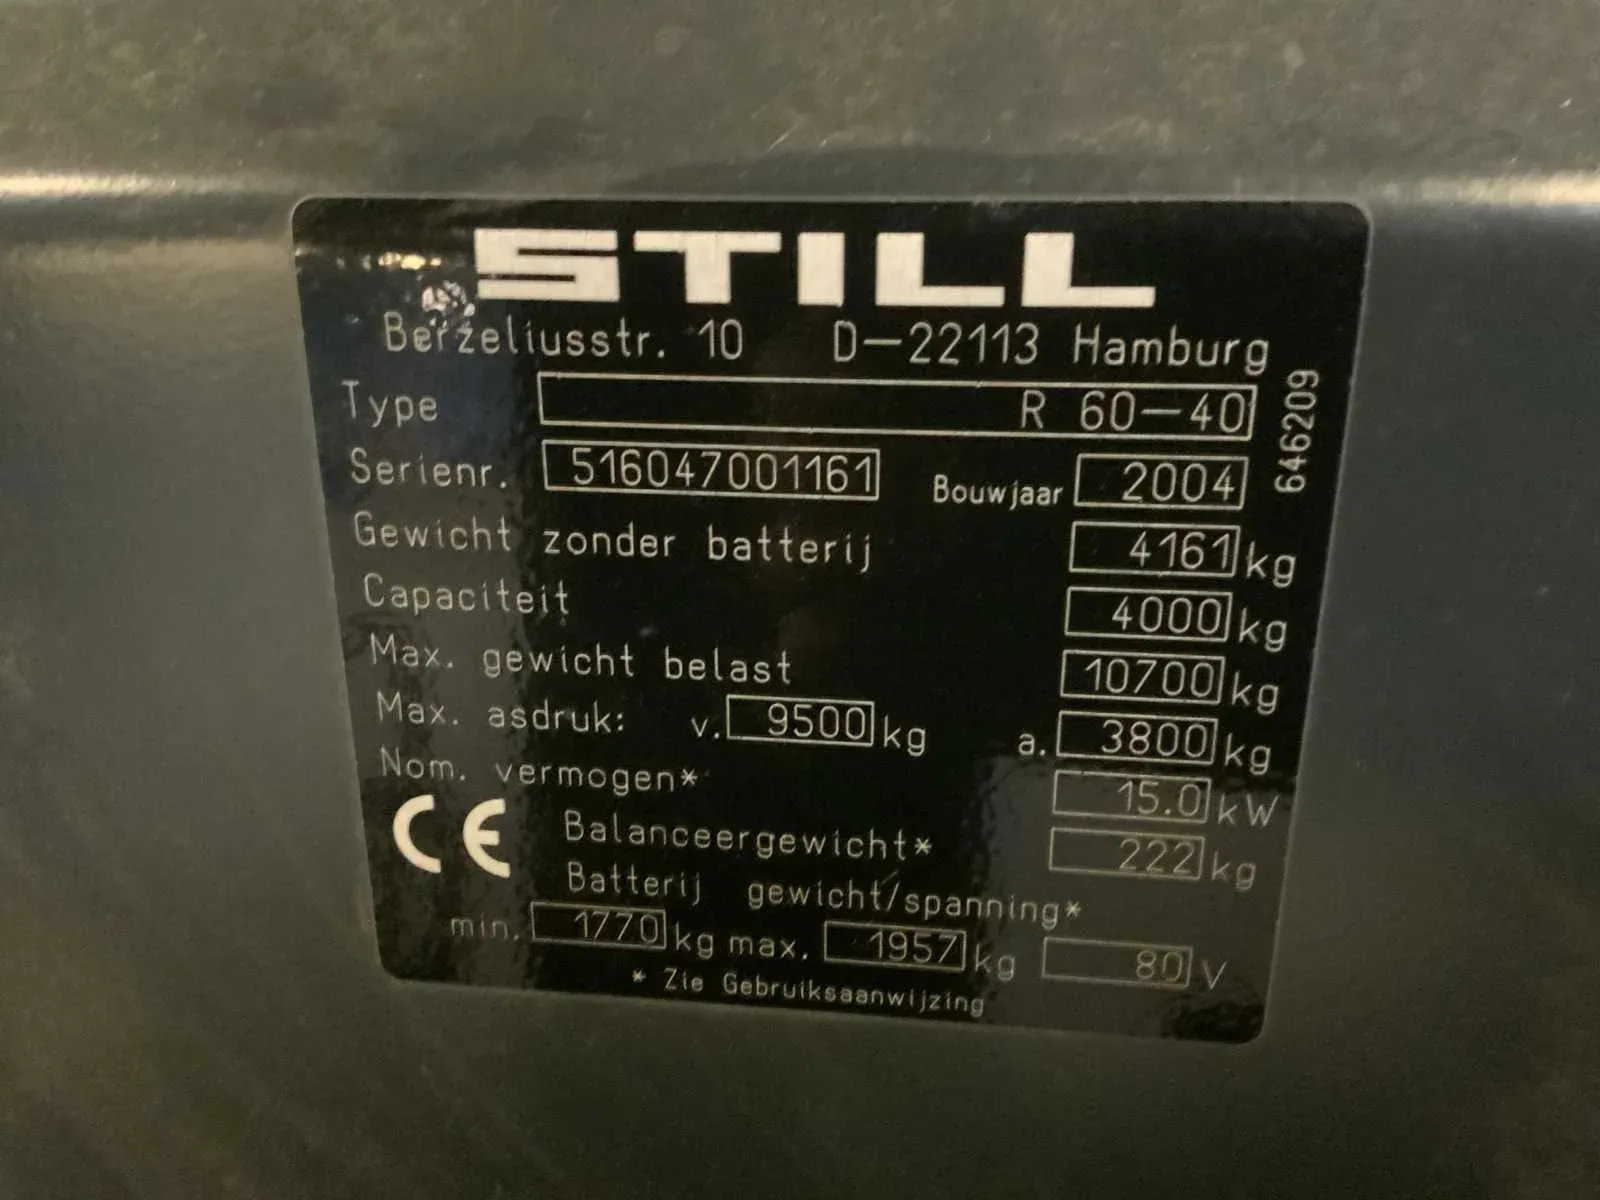 STILL
Berzeliusstr. 10 D-22113 Hamburg
Type R 60-40
646209
Serienr. 516047001161 Bouwjaar 2004
Gewicht zonder batterij 4161 kg
Capaciteit 4000 kg
Max. gewicht belast 10700 kg
Max. asdruk: v. 9500 kg a. 3800 kg
Nom. vermogen* 15.0 kW
CE Balanceergewicht* 222 kg
Batterij gewicht/spanning*
min. 1770 kg max. 1957 kg 80 V
* Zie Gebruiksaanwijzing